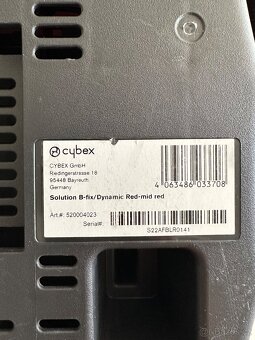 cybex
CYBEX GmbH
Riedingerstrasse 18
95448 Bayreuth
Germany
4 063486 033708
Solution B-fix/Dynamic Red-mid red
Art.#: 520004023
Serial#:
S22AFBLR0141